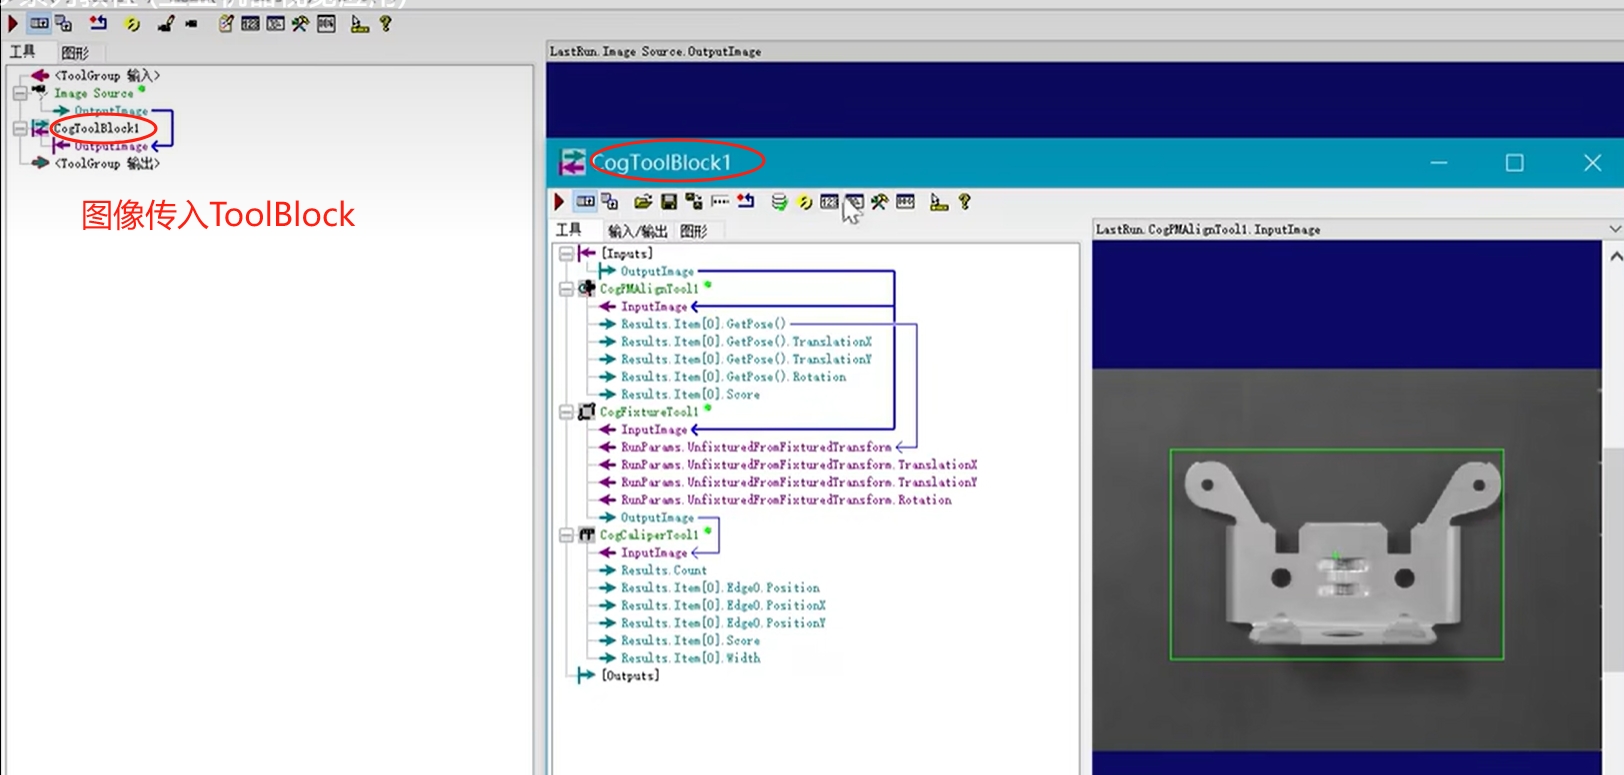 工具 图形
<ToolGroup 输入>
Image Source
OutputImage
CogToolBlock1
OutputImage
<ToolGroup 输出>
图像传入ToolBlock
LastRun.Image Source.OutputImage
CogToolBlock1
工具 输入/输出 图形
[Inputs]
OutputImage
CogPMAlignTool1
InputImage
Results.Item[0].GetPose()
Results.Item[0].GetPose().TranslationX
Results.Item[0].GetPose().TranslationY
Results.Item[0].GetPose().Rotation
Results.Item[0].Score
CogFixtureTool1
InputImage
RunParams.UnfixturedFromFixturedTransform
RunParams.UnfixturedFromFixturedTransform.TranslationX
RunParams.UnfixturedFromFixturedTransform.TranslationY
RunParams.UnfixturedFromFixturedTransform.Rotation
OutputImage
CogCaliperTool1
InputImage
Results.Count
Results.Item[0].Edge0.Position
Results.Item[0].Edge0.PositionX
Results.Item[0].Edge0.PositionY
Results.Item[0].Score
Results.Item[0].Width
[Outputs]
LastRun.CogPMAlignTool1.InputImage